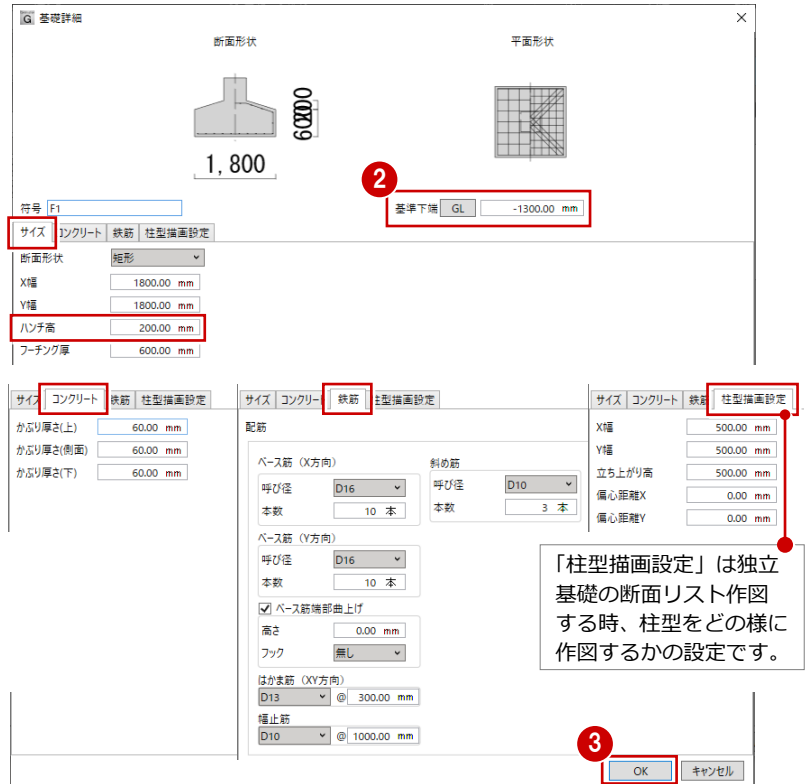 G 基礎詳細
断面形状 平面形状
1,800
2
符号 F1 基準下端 GL -1300.00 mm
サイズ コンクリート 鉄筋 柱型描画設定
断面形状 矩形
X幅 1800.00 mm
Y幅 1800.00 mm
ハンチ高 200.00 mm
フーチング厚 600.00 mm
サイズ コンクリート 鉄筋 柱型描画設定
かぶり厚さ(上) 60.00 mm
かぶり厚さ(側面) 60.00 mm
かぶり厚さ(下) 60.00 mm
サイズ コンクリート 鉄筋 柱型描画設定
配筋
ベース筋（X方向）
呼び径 D16
本数 10 本
斜め筋
呼び径 D10
本数 3 本
ベース筋（Y方向）
呼び径 D16
本数 10 本
ベース筋端部曲上げ
高さ 0.00 mm
フック 無し
はかま筋（XY方向）
D13 @ 300.00 mm
幅止筋
D10 @ 1000.00 mm
サイズ コンクリート 鉄筋 柱型描画設定
X幅 500.00 mm
Y幅 500.00 mm
立ち上がり高 500.00 mm
偏心距離X 0.00 mm
偏心距離Y 0.00 mm
「柱型描画設定」は独立
基礎の断面リスト作図
する時、柱型をどの様に
作図するかの設定です。
3
OK キャンセル